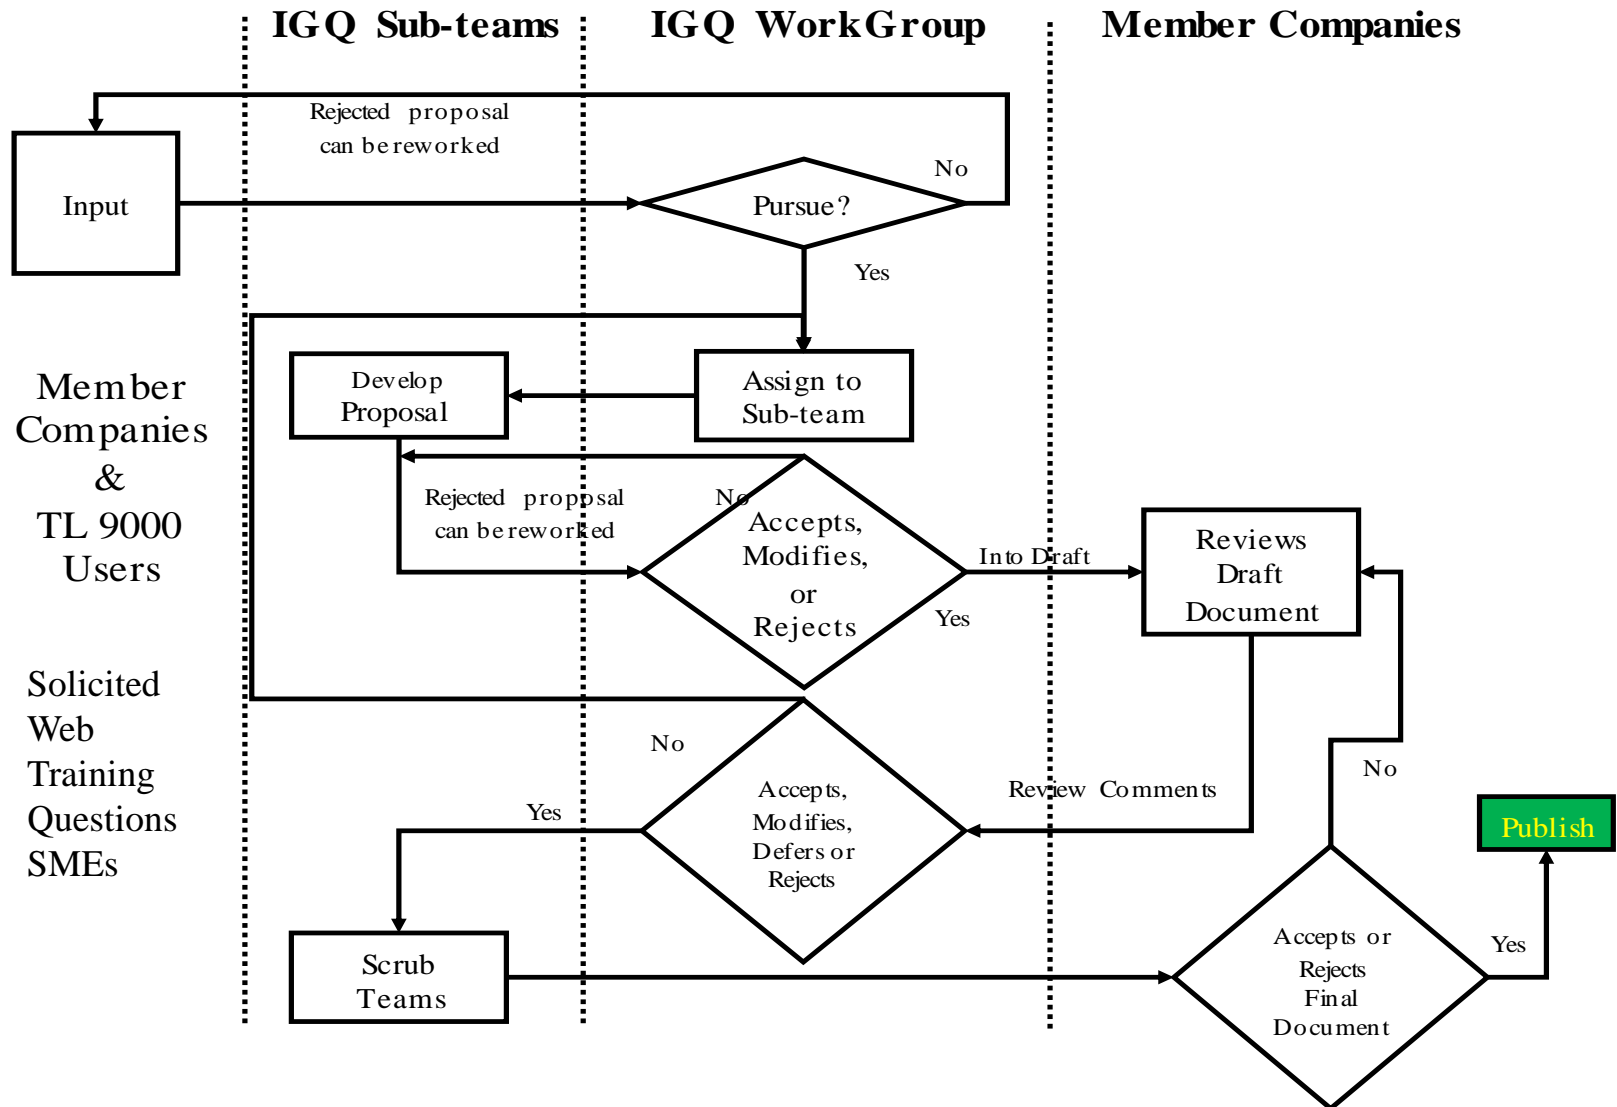 IGQ Sub-teams
IGQ WorkGroup
Member Companies
Rejected proposal
can be reworked
No
Input
Pursue?
Yes
Member
Companies
&
TL 9000
Users
Develop
Proposal
Assign to
Sub-team
Rejected proposal
can be reworked
No
Accepts,
Modifies,
or
Rejects
Into Draft
Yes
Reviews
Draft
Document
Solicited
Web
Training
Questions
SMEs
No
Yes
Accepts,
Modifies,
Defers or
Rejects
Review Comments
No
Publish
Scrub
Teams
Accepts or
Rejects
Final
Document
Yes